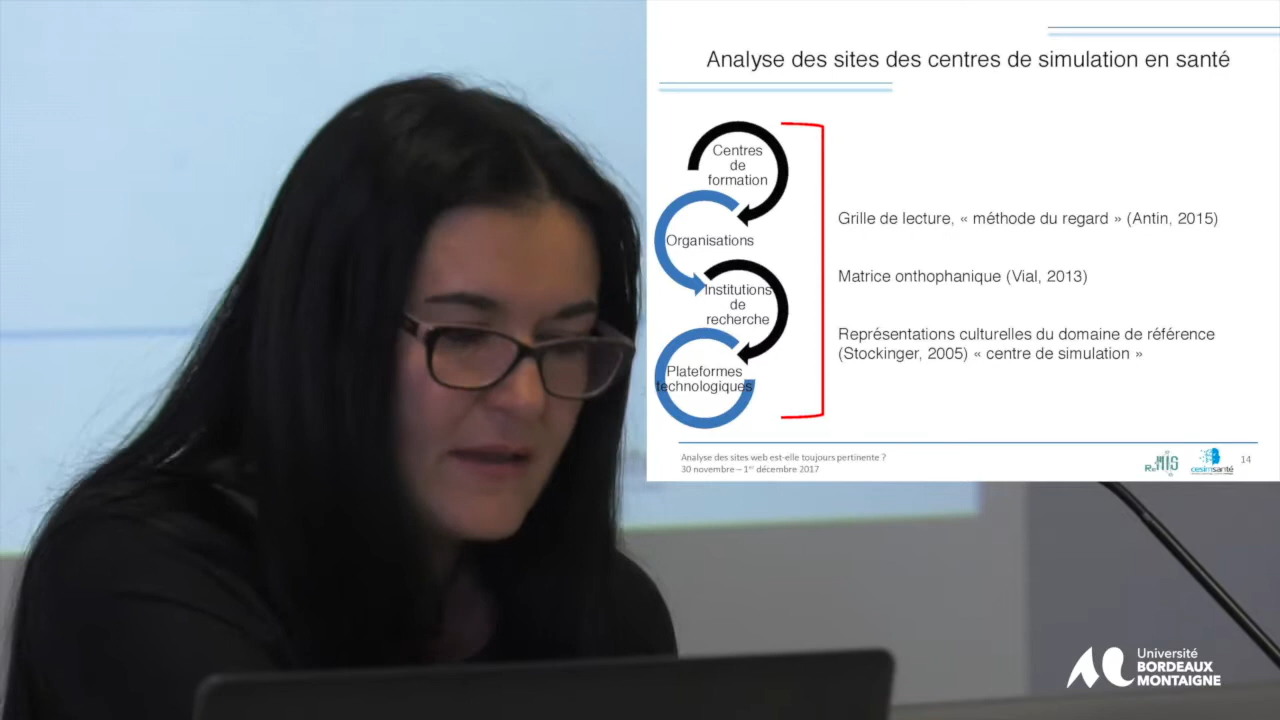 Analyse des sites des centres de simulation en santé
Centres
de
formation
Organisations
Institutions
de
recherche
Plateformes
technologiques
Grille de lecture, « méthode du regard » (Antin, 2015)
Matrice onthophanique (Vial, 2013)
Représentations culturelles du domaine de référence
(Stockinger, 2005) « centre de simulation »
Analyse des sites web est-elle toujours pertinente ?
30 novembre – 1er décembre 2017
cesimsanté
14
Université
BORDEAUX
MONTAIGNE